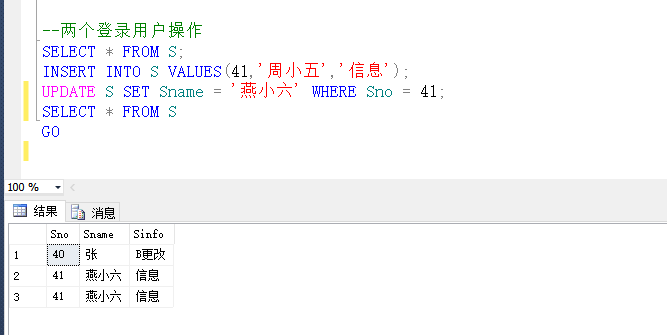 --两个登录用户操作
SELECT * FROM S;
INSERT INTO S VALUES(41,'周小五','信息');
UPDATE S SET Sname = '燕小六' WHERE Sno = 41;
SELECT * FROM S
GO
100 %
结果 消息
Sno Sname Sinfo
1 40 张 B更改
2 41 燕小六 信息
3 41 燕小六 信息